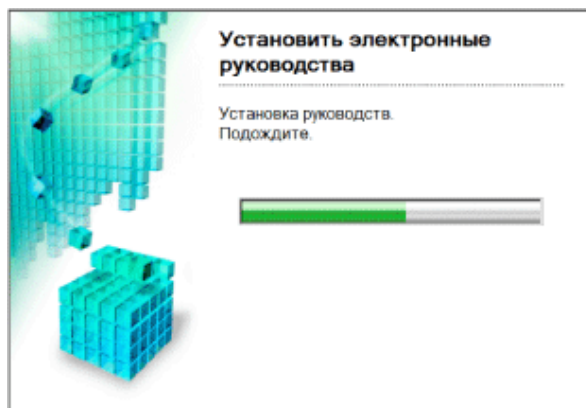 Установить электронные
руководства
Установка руководств.
Подождите.